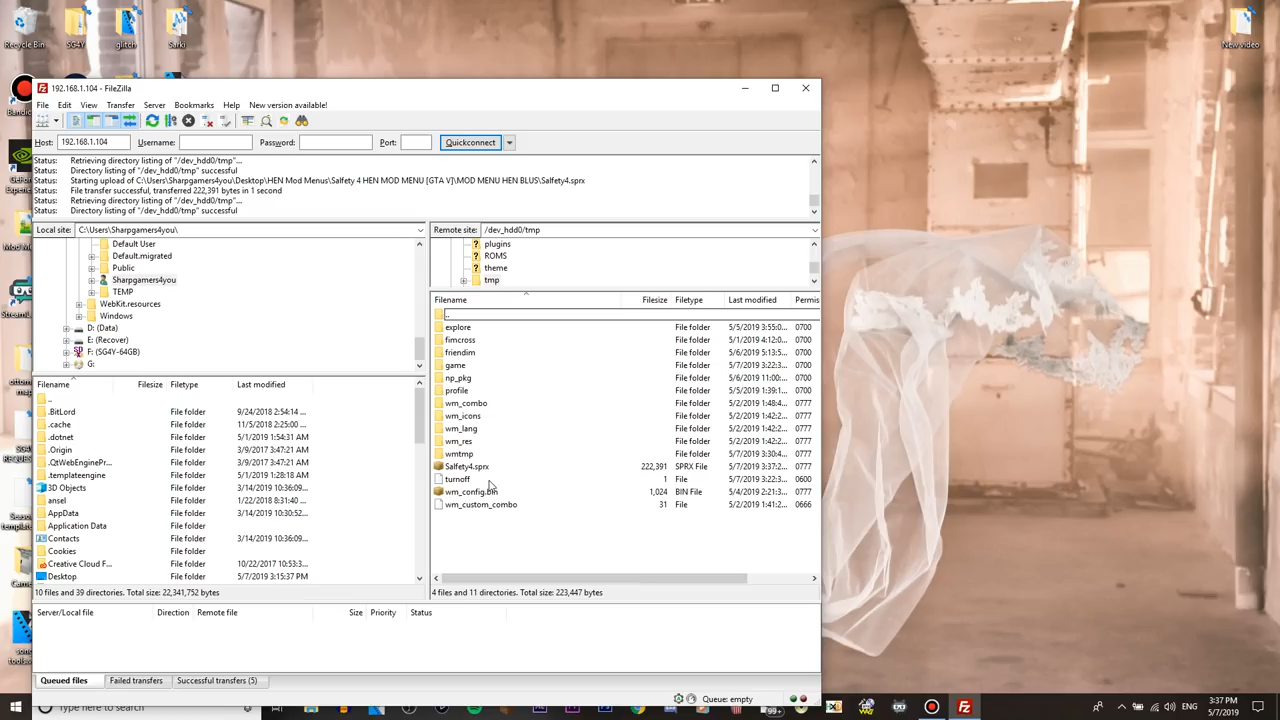 Recycle Bin
SG4Y
glitch
Sarki
New video
192.168.1.104 - FileZilla
File Edit View Transfer Server Bookmarks Help New version available!
Host: 192.168.1.104 Username: Password: Port: Quickconnect
Status: Retrieving directory listing of "/dev_hdd0/tmp"...
Status: Directory listing of "/dev_hdd0/tmp" successful
Status: Starting upload of C:\Users\Sharpgamers4you\Desktop\HEN Mod Menus\Salfety 4 HEN MOD MENU [GTA V]\MOD MENU HEN BLUS\Salfety4.sprx
Status: File transfer successful, transferred 222,391 bytes in 1 second
Status: Retrieving directory listing of "/dev_hdd0/tmp"...
Status: Directory listing of "/dev_hdd0/tmp" successful
Local site: C:\Users\Sharpgamers4you\
Default User
Default.migrated
Public
Sharpgamers4you
TEMP
WebKit.resources
Windows
D: (Data)
E: (Recover)
F: (SG4Y-64GB)
G:
Filename Filesize Filetype Last modified
..
.BitLord File folder 9/24/2018 2:54:14 ...
.cache File folder 11/5/2018 2:25:00 ...
.dotnet File folder 5/1/2019 1:54:31 AM
.Origin File folder 3/9/2017 3:47:21 AM
.QtWebEnginePr... File folder 3/9/2017 3:47:21 AM
.templateengine File folder 5/1/2019 1:28:18 AM
3D Objects File folder 3/14/2019 10:36:09...
ansel File folder 1/22/2018 8:31:40 ...
AppData File folder 3/14/2019 10:30:52...
Application Data File folder
Contacts File folder 3/14/2019 10:36:09...
Cookies File folder
Creative Cloud F... File folder 10/22/2017 10:53:3...
Desktop File folder 5/7/2019 3:15:37 PM
10 files and 39 directories. Total size: 22,341,752 bytes
Remote site: /dev_hdd0/tmp
plugins
ROMS
theme
tmp
Filename Filesize Filetype Last modified Permis
..
explore File folder 5/5/2019 3:55:0... 0700
fimcross File folder 5/1/2019 4:12:0... 0700
friendim File folder 5/6/2019 5:13:5... 0700
game File folder 5/7/2019 3:22:3... 0700
np_pkg File folder 5/6/2019 11:00:... 0700
profile File folder 5/5/2019 1:39:1... 0700
wm_combo File folder 5/2/2019 1:48:4... 0777
wm_icons File folder 5/2/2019 1:42:2... 0777
wm_lang File folder 5/2/2019 1:42:2... 0777
wm_res File folder 5/2/2019 1:42:2... 0777
wmtmp File folder 5/7/2019 3:30:4... 0777
Salfety4.sprx 222,391 SPRX File 5/7/2019 3:37:2... 0777
turnoff 1 File 5/7/2019 3:37:2... 0600
wm_config.bin 1,024 BIN File 5/4/2019 2:21:3... 0777
wm_custom_combo 31 File 5/2/2019 1:41:2... 0666
4 files and 11 directories. Total size: 223,447 bytes
Server/Local file Direction Remote file Size Priority Status
Queued files Failed transfers Successful transfers (5)
Queue: empty
Type here to search
99+
ENG
3:37 PM
5/7/2019